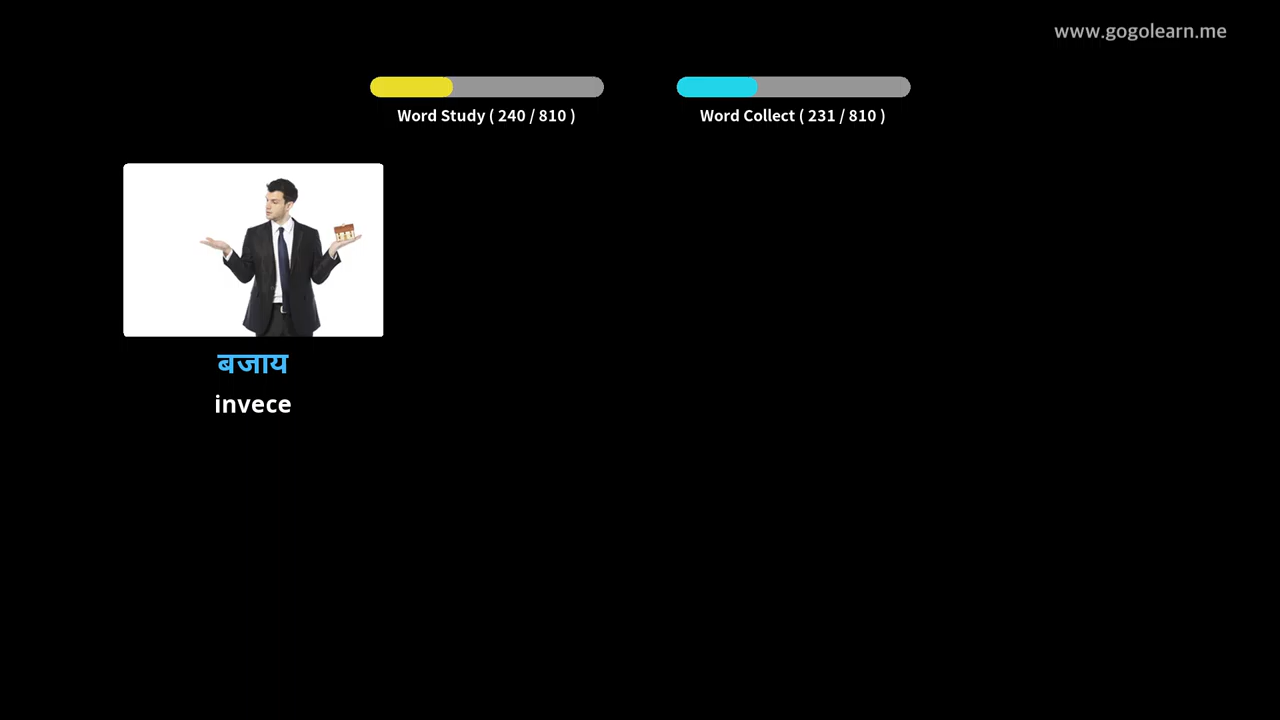 www.gogolearn.me
Word Study ( 240 / 810 )
Word Collect ( 231 / 810 )
बजाय
invece